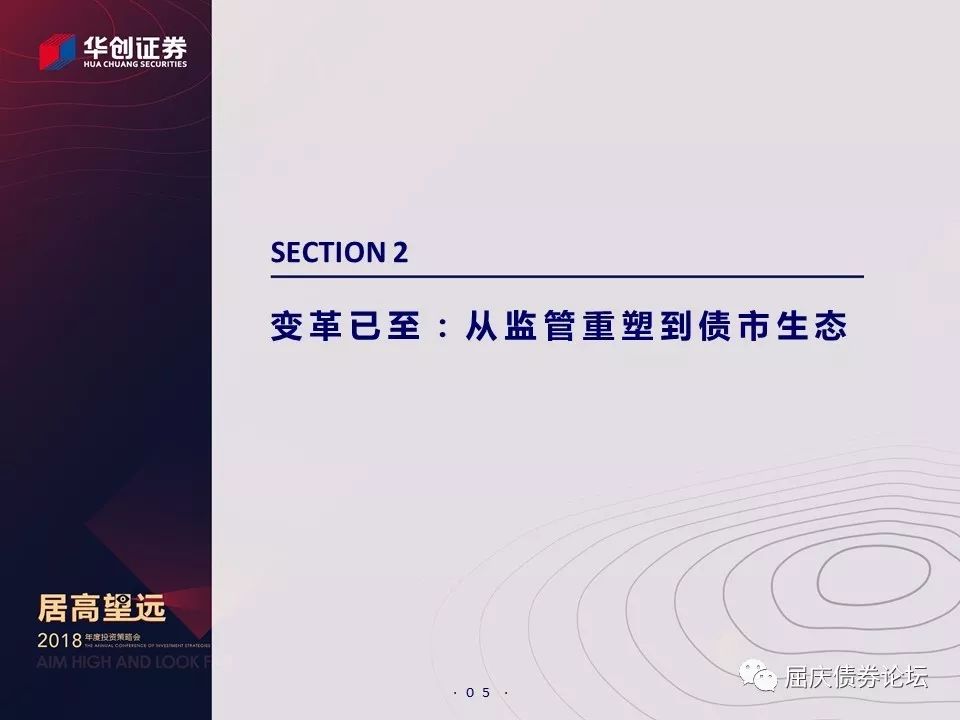 华创证券
HUA CHUANG SECURITIES
SECTION 2
变革已至：从监管重塑到债市生态
居高望远
2018 年度投资策略会
THE ANNUAL CONFERENCE OF INVESTMENT STRATEGIES
AIM HIGH AND LOOK F
· 05 ·
屈庆债券论坛